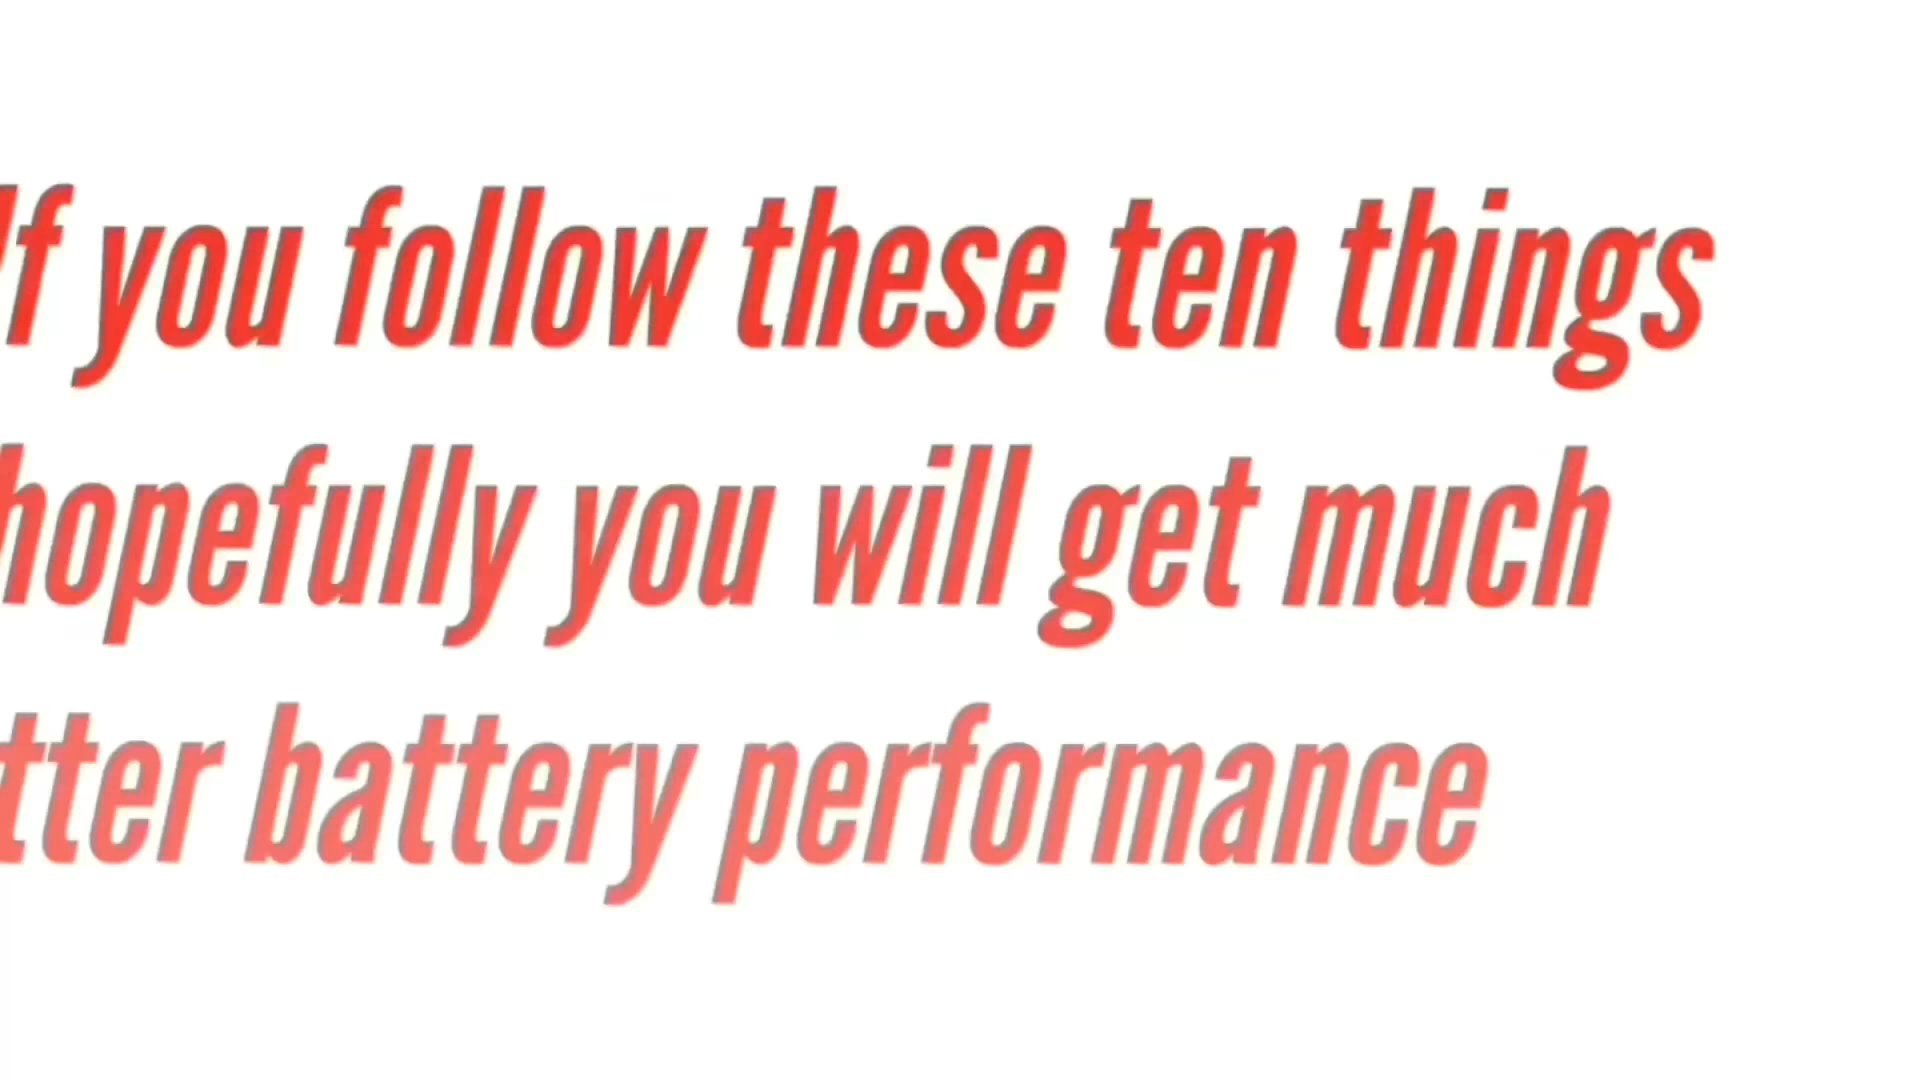 If you follow these ten things
hopefully you will get much
tter battery performance